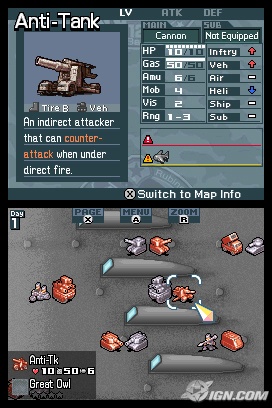 Anti-Tank
LV ATK DEF
MAIN SUB
Cannon Not Equipped
HP 10/10 Infntry
Gas 50/50 Veh
Amu 6/6 Air
Mob 4 Heli
Vis 2 Ship
Rng 1-3 Sub
Tire B Veh
An indirect attacker
that can counter-
attack when under
direct fire.
X Switch to Map Info
Day
1
PAGE MENU ZOOM
X A R
Anti-Tk
10 50 6
Great Owl
IGN.COM